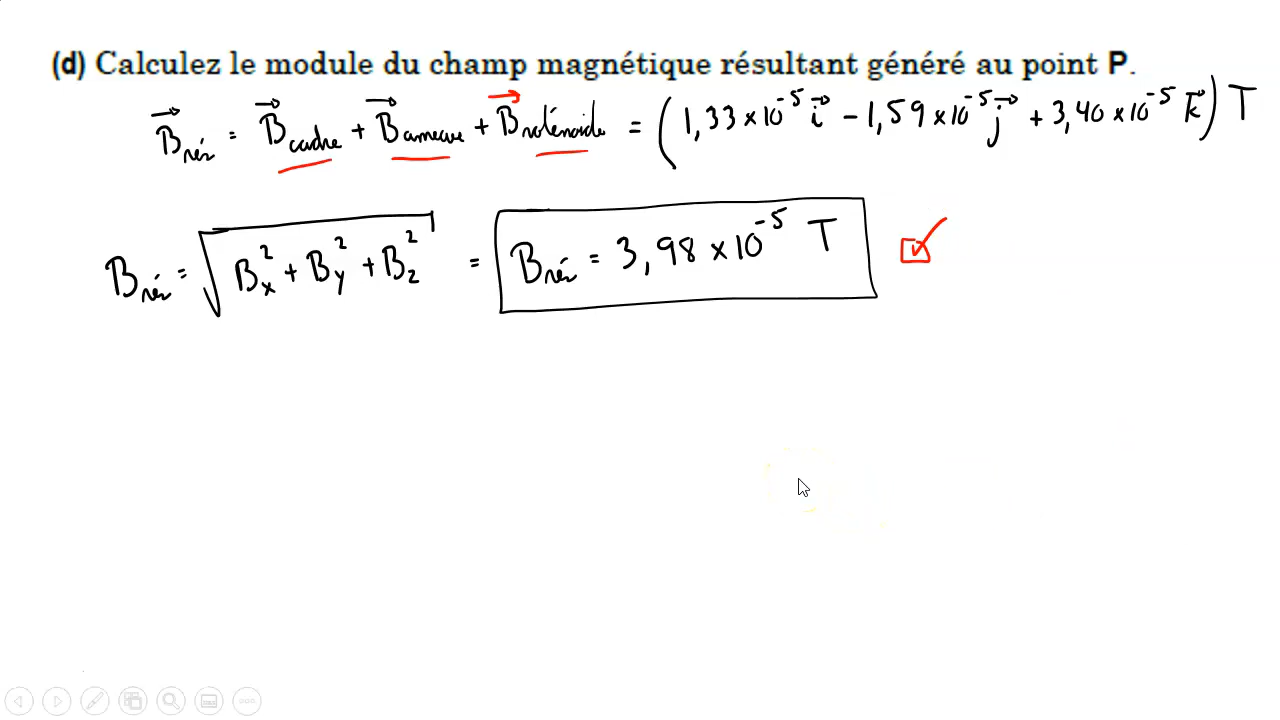 (d) Calculez le module du champ magnétique résultant généré au point P.
B⃗rés = B⃗cadre + B⃗anneau + B⃗solénoïde = (1,33 × 10⁻⁵ i⃗ − 1,59 × 10⁻⁵ j⃗ + 3,40 × 10⁻⁵ k⃗) T
Brés = √(Bx² + By² + Bz²) = Brés = 3,98 × 10⁻⁵ T